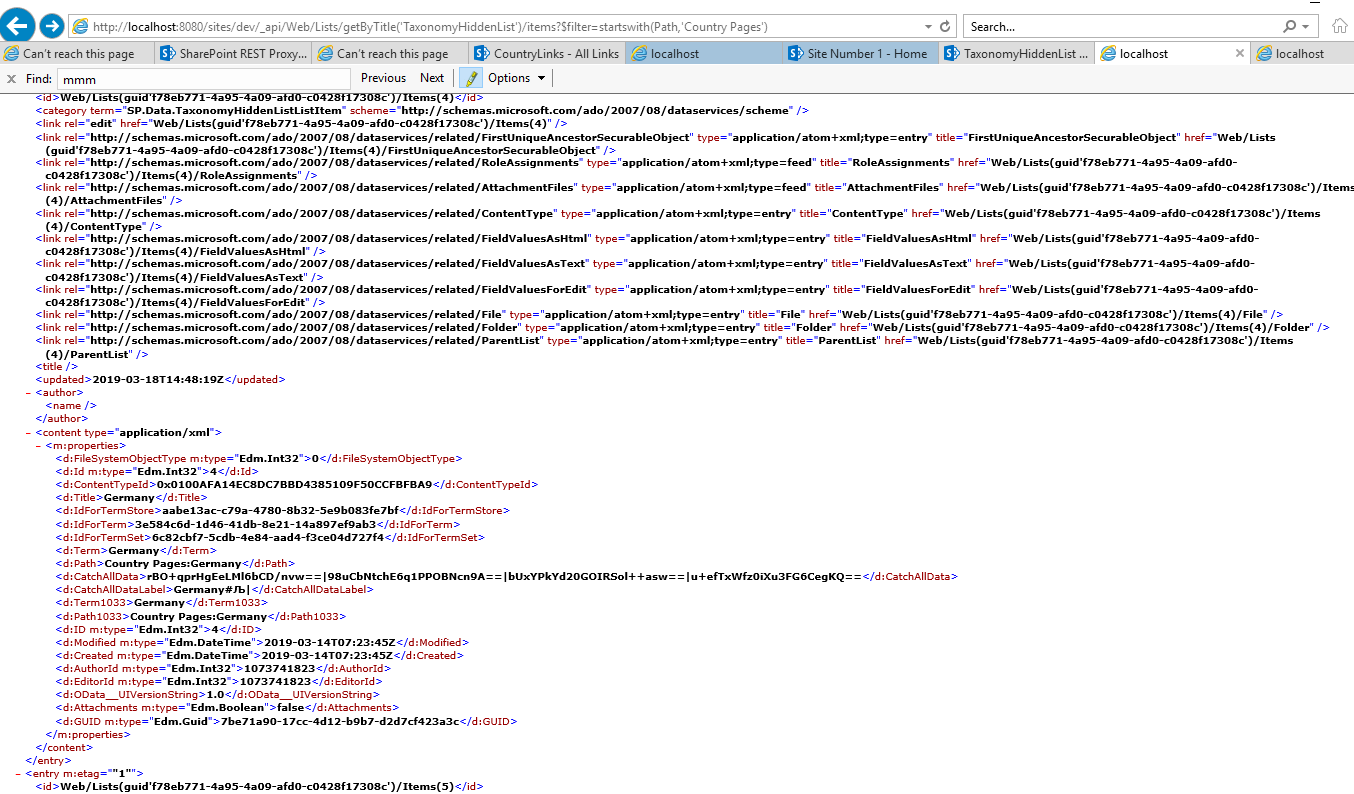 http://localhost:8080/sites/dev/_api/Web/Lists/getByTitle('TaxonomyHiddenList')/items?$filter=startswith(Path,'Country Pages') Search...
Can't reach this page SharePoint REST Proxy... Can't reach this page CountryLinks - All Links localhost Site Number 1 - Home TaxonomyHiddenList ... localhost localhost
x Find: mmm Previous Next Options
<id>Web/Lists(guid'f78eb771-4a95-4a09-afd0-c0428f17308c')/Items(4)</id>
<category term="SP.Data.TaxonomyHiddenListListItem" scheme="http://schemas.microsoft.com/ado/2007/08/dataservices/scheme" />
<link rel="edit" href="Web/Lists(guid'f78eb771-4a95-4a09-afd0-c0428f17308c')/Items(4)" />
<link rel="http://schemas.microsoft.com/ado/2007/08/dataservices/related/FirstUniqueAncestorSecurableObject" type="application/atom+xml;type=entry" title="FirstUniqueAncestorSecurableObject" href="Web/Lists
(guid'f78eb771-4a95-4a09-afd0-c0428f17308c')/Items(4)/FirstUniqueAncestorSecurableObject" />
<link rel="http://schemas.microsoft.com/ado/2007/08/dataservices/related/RoleAssignments" type="application/atom+xml;type=feed" title="RoleAssignments" href="Web/Lists(guid'f78eb771-4a95-4a09-afd0-
c0428f17308c')/Items(4)/RoleAssignments" />
<link rel="http://schemas.microsoft.com/ado/2007/08/dataservices/related/AttachmentFiles" type="application/atom+xml;type=feed" title="AttachmentFiles" href="Web/Lists(guid'f78eb771-4a95-4a09-afd0-c0428f17308c')/Items
(4)/AttachmentFiles" />
<link rel="http://schemas.microsoft.com/ado/2007/08/dataservices/related/ContentType" type="application/atom+xml;type=entry" title="ContentType" href="Web/Lists(guid'f78eb771-4a95-4a09-afd0-c0428f17308c')/Items
(4)/ContentType" />
<link rel="http://schemas.microsoft.com/ado/2007/08/dataservices/related/FieldValuesAsHtml" type="application/atom+xml;type=entry" title="FieldValuesAsHtml" href="Web/Lists(guid'f78eb771-4a95-4a09-afd0-
c0428f17308c')/Items(4)/FieldValuesAsHtml" />
<link rel="http://schemas.microsoft.com/ado/2007/08/dataservices/related/FieldValuesAsText" type="application/atom+xml;type=entry" title="FieldValuesAsText" href="Web/Lists(guid'f78eb771-4a95-4a09-afd0-
c0428f17308c')/Items(4)/FieldValuesAsText" />
<link rel="http://schemas.microsoft.com/ado/2007/08/dataservices/related/FieldValuesForEdit" type="application/atom+xml;type=entry" title="FieldValuesForEdit" href="Web/Lists(guid'f78eb771-4a95-4a09-afd0-
c0428f17308c')/Items(4)/FieldValuesForEdit" />
<link rel="http://schemas.microsoft.com/ado/2007/08/dataservices/related/File" type="application/atom+xml;type=entry" title="File" href="Web/Lists(guid'f78eb771-4a95-4a09-afd0-c0428f17308c')/Items(4)/File" />
<link rel="http://schemas.microsoft.com/ado/2007/08/dataservices/related/Folder" type="application/atom+xml;type=entry" title="Folder" href="Web/Lists(guid'f78eb771-4a95-4a09-afd0-c0428f17308c')/Items(4)/Folder" />
<link rel="http://schemas.microsoft.com/ado/2007/08/dataservices/related/ParentList" type="application/atom+xml;type=entry" title="ParentList" href="Web/Lists(guid'f78eb771-4a95-4a09-afd0-c0428f17308c')/Items
(4)/ParentList" />
<title />
<updated>2019-03-18T14:48:19Z</updated>
- <author>
<name />
</author>
- <content type="application/xml">
- <m:properties>
<d:FileSystemObjectType m:type="Edm.Int32">0</d:FileSystemObjectType>
<d:Id m:type="Edm.Int32">4</d:Id>
<d:ContentTypeId>0x0100AFA14EC8DC7BBD4385109F50CCFBFBA9</d:ContentTypeId>
<d:Title>Germany</d:Title>
<d:IdForTermStore>aabe13ac-c79a-4780-8b32-5e9b083fe7bf</d:IdForTermStore>
<d:IdForTerm>3e584c6d-1d46-41db-8e21-14a897ef9ab3</d:IdForTerm>
<d:IdForTermSet>6c82cbf7-5cdb-4e84-aad4-f3ce04d727f4</d:IdForTermSet>
<d:Term>Germany</d:Term>
<d:Path>Country Pages:Germany</d:Path>
<d:CatchAllData>rBO+qprHgEeLMl6bCD/nvw==|98uCbNtchE6q1PPOBNcn9A==|bUxYPkYd20GOIRSol++asw==|u+efTxWfz0iXu3FG6CegKQ==</d:CatchAllData>
<d:CatchAllDataLabel>Germany#Љ|</d:CatchAllDataLabel>
<d:Term1033>Germany</d:Term1033>
<d:Path1033>Country Pages:Germany</d:Path1033>
<d:ID m:type="Edm.Int32">4</d:ID>
<d:Modified m:type="Edm.DateTime">2019-03-14T07:23:45Z</d:Modified>
<d:Created m:type="Edm.DateTime">2019-03-14T07:23:45Z</d:Created>
<d:AuthorId m:type="Edm.Int32">1073741823</d:AuthorId>
<d:EditorId m:type="Edm.Int32">1073741823</d:EditorId>
<d:OData__UIVersionString>1.0</d:OData__UIVersionString>
<d:Attachments m:type="Edm.Boolean">false</d:Attachments>
<d:GUID m:type="Edm.Guid">7be71a90-17cc-4d12-b9b7-d2d7cf423a3c</d:GUID>
</m:properties>
</content>
</entry>
- <entry m:etag=""1"">
<id>Web/Lists(guid'f78eb771-4a95-4a09-afd0-c0428f17308c')/Items(5)</id>